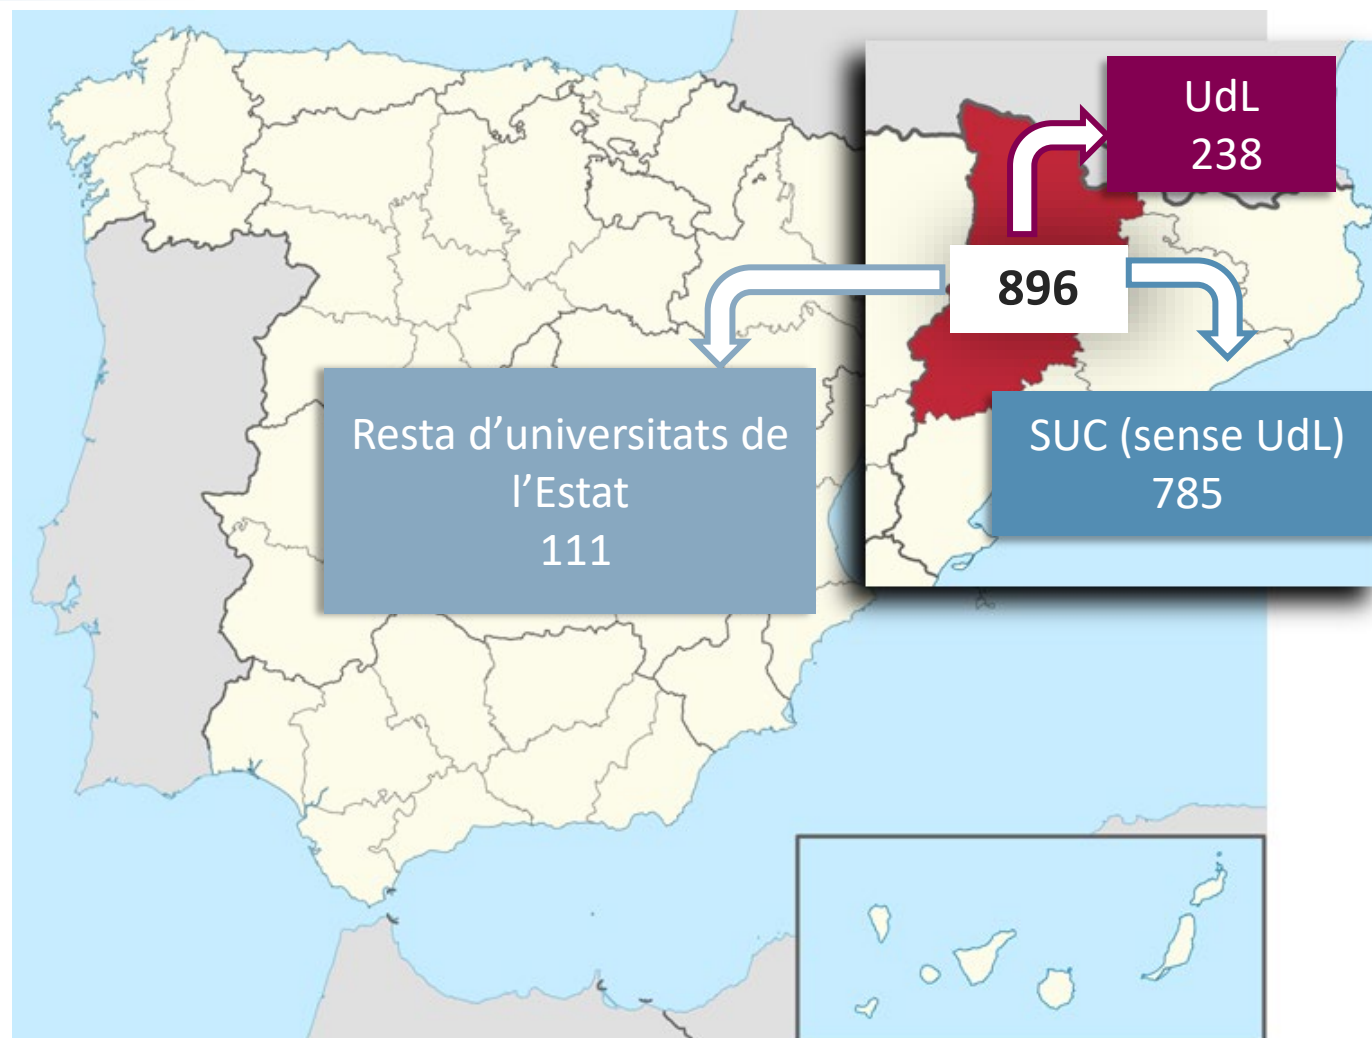 UdL
238
896
Resta d’universitats de
l’Estat
111
SUC (sense UdL)
785